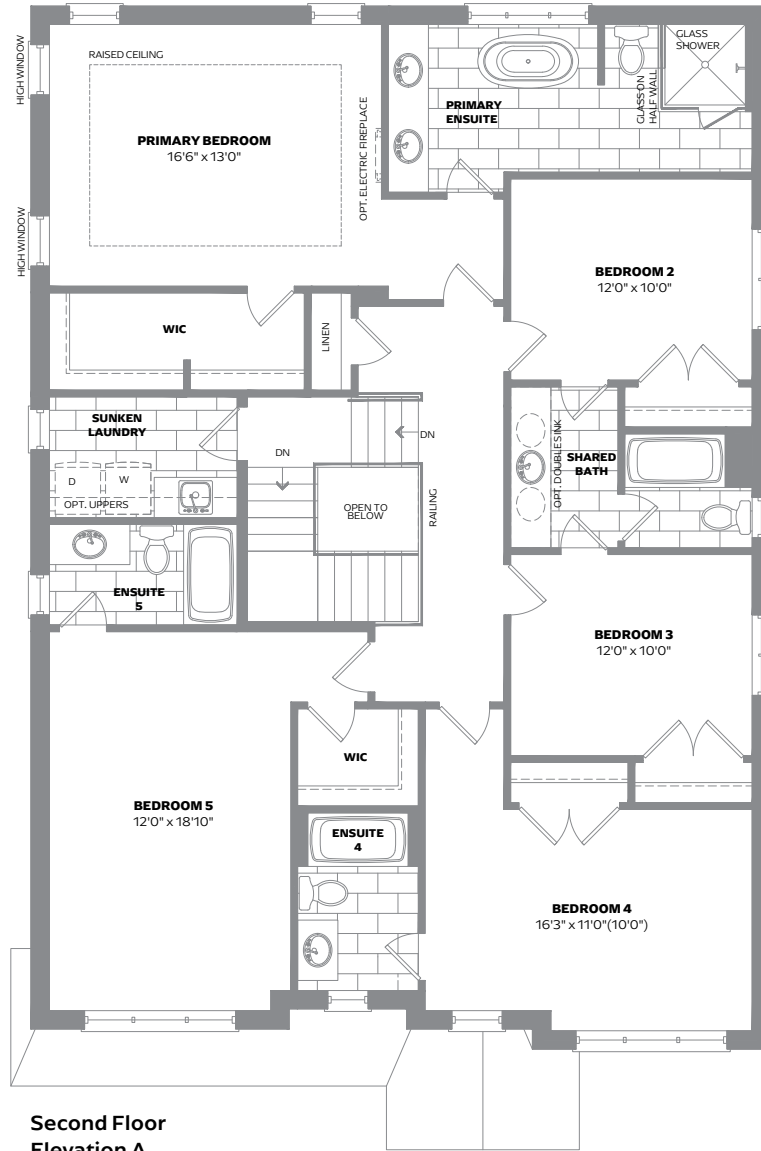 RAISED CEILING
HIGH WINDOW
PRIMARY BEDROOM
16'6" x 13'0"
OPT. ELECTRIC FIREPLACE
PRIMARY
ENSUITE
GLASS
SHOWER
GLASS ON
HALF WALL
HIGH WINDOW
BEDROOM 2
12'0" x 10'0"
WIC
LINEN
SUNKEN
LAUNDRY
D
W
OPT. UPPERS
DN
DN
OPEN TO
BELOW
RAILING
OPT. DOUBLE SINK
SHARED
BATH
ENSUITE
5
BEDROOM 3
12'0" x 10'0"
WIC
BEDROOM 5
12'0" x 18'10"
ENSUITE
4
BEDROOM 4
16'3" x 11'0"(10'0")
Second Floor
Elevation A